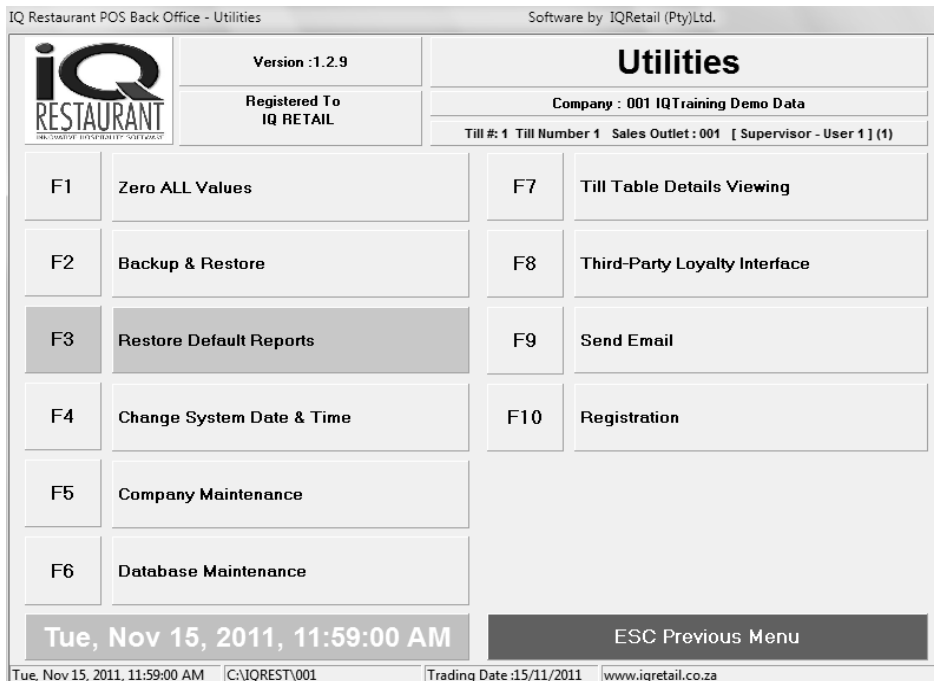 IQ Restaurant POS Back Office - Utilities Software by IQRetail (Pty)Ltd.
iQ
RESTAURANT
INNOVATIVE HOSPITALITY SOFTWARE
Version :1.2.9
Registered To
IQ RETAIL
Utilities
Company : 001 IQTraining Demo Data
Till #: 1 Till Number 1 Sales Outlet : 001 [ Supervisor - User 1 ] (1)
F1 Zero ALL Values
F2 Backup & Restore
F3 Restore Default Reports
F4 Change System Date & Time
F5 Company Maintenance
F6 Database Maintenance
F7 Till Table Details Viewing
F8 Third-Party Loyalty Interface
F9 Send Email
F10 Registration
Tue, Nov 15, 2011, 11:59:00 AM
ESC Previous Menu
Tue, Nov 15, 2011, 11:59:00 AM C:\IQREST\001 Trading Date :15/11/2011 www.iqretail.co.za